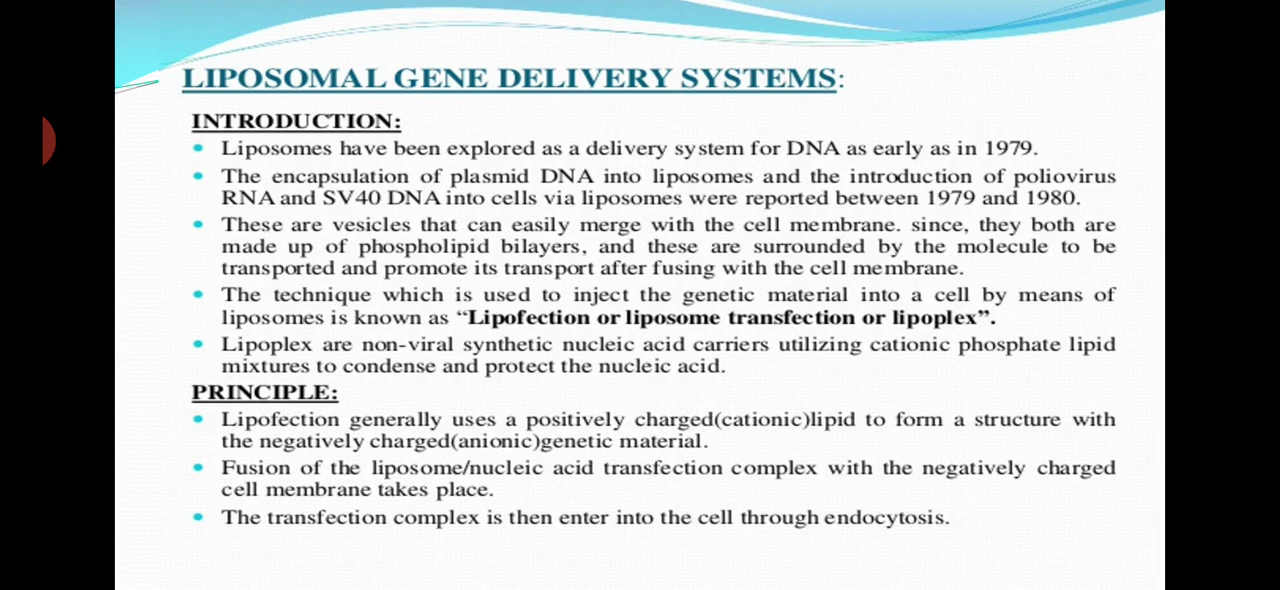 LIPOSOMAL GENE DELIVERY SYSTEMS:
INTRODUCTION:
• Liposomes have been explored as a delivery system for DNA as early as in 1979.
• The encapsulation of plasmid DNA into liposomes and the introduction of poliovirus
RNA and SV40 DNA into cells via liposomes were reported between 1979 and 1980.
• These are vesicles that can easily merge with the cell membrane. since, they both are
made up of phospholipid bilayers, and these are surrounded by the molecule to be
transported and promote its transport after fusing with the cell membrane.
• The technique which is used to inject the genetic material into a cell by means of
liposomes is known as “Lipofection or liposome transfection or lipoplex”.
• Lipoplex are non-viral synthetic nucleic acid carriers utilizing cationic phosphate lipid
mixtures to condense and protect the nucleic acid.
PRINCIPLE:
• Lipofection generally uses a positively charged(cationic)lipid to form a structure with
the negatively charged(anionic)genetic material.
• Fusion of the liposome/nucleic acid transfection complex with the negatively charged
cell membrane takes place.
• The transfection complex is then enter into the cell through endocytosis.